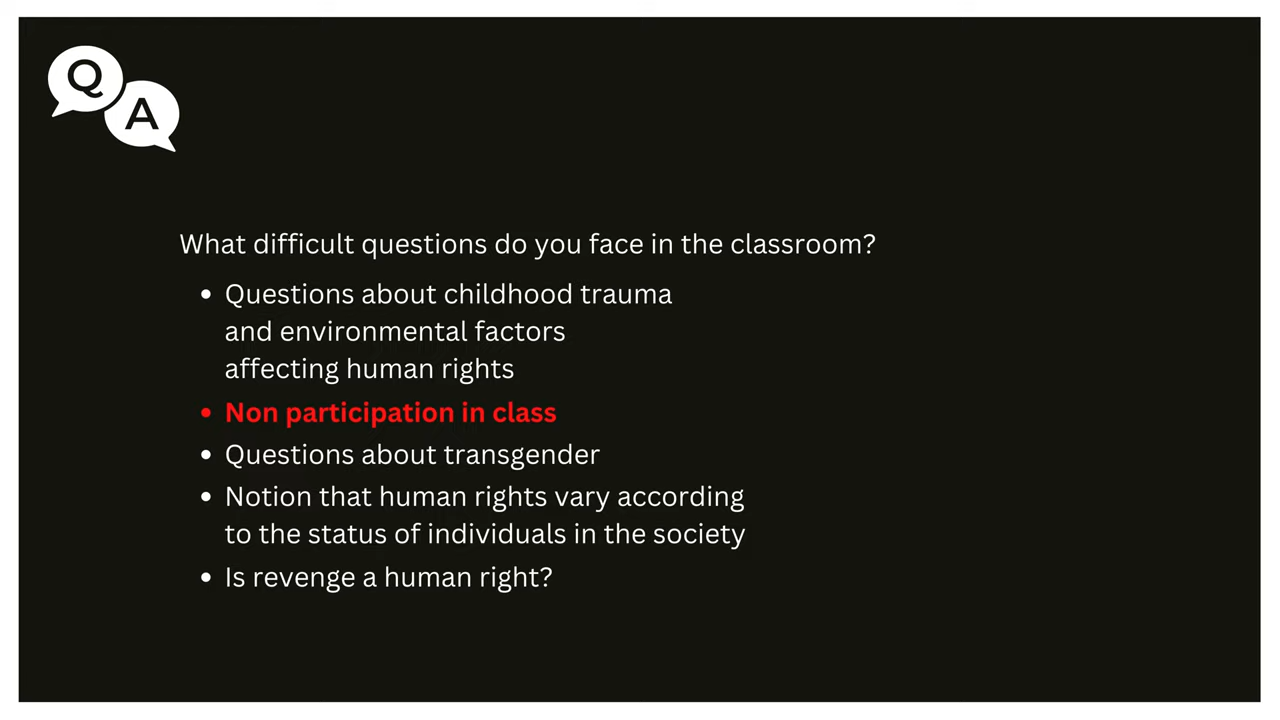 Q
A
What difficult questions do you face in the classroom?
• Questions about childhood trauma
and environmental factors
affecting human rights
• Non participation in class
• Questions about transgender
• Notion that human rights vary according
to the status of individuals in the society
• Is revenge a human right?